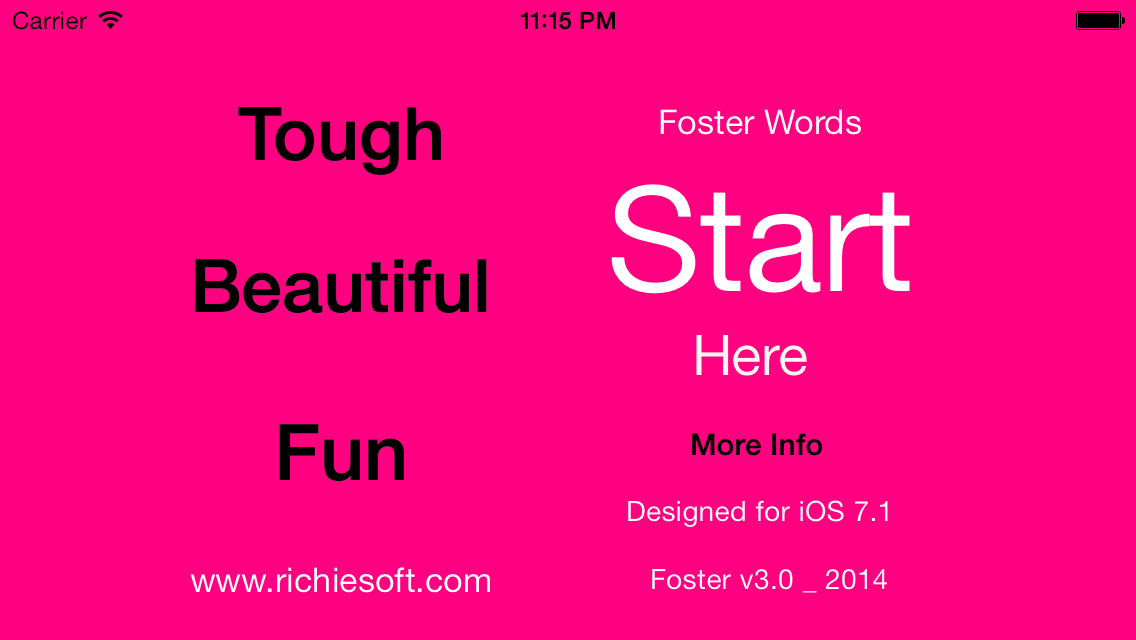 Carrier 11:15 PM
Tough
Beautiful
Fun
www.richiesoft.com
Foster Words
Start
Here
More Info
Designed for iOS 7.1
Foster v3.0 _ 2014